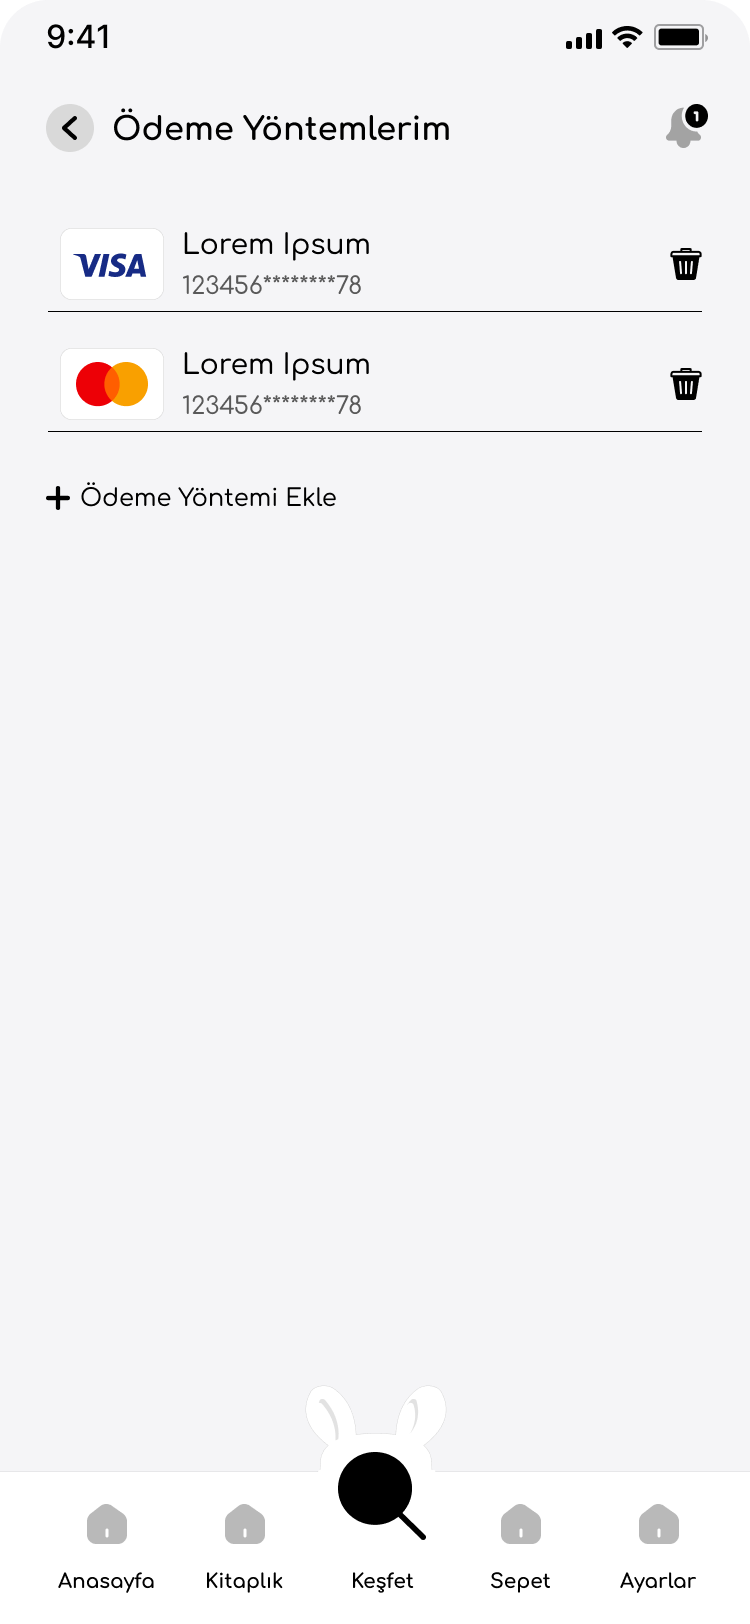 9:41
Ödeme Yöntemlerim
1
VISA
Lorem Ipsum
123456********78
Lorem Ipsum
123456********78
Ödeme Yöntemi Ekle
Anasayfa
Kitaplık
Keşfet
Sepet
Ayarlar